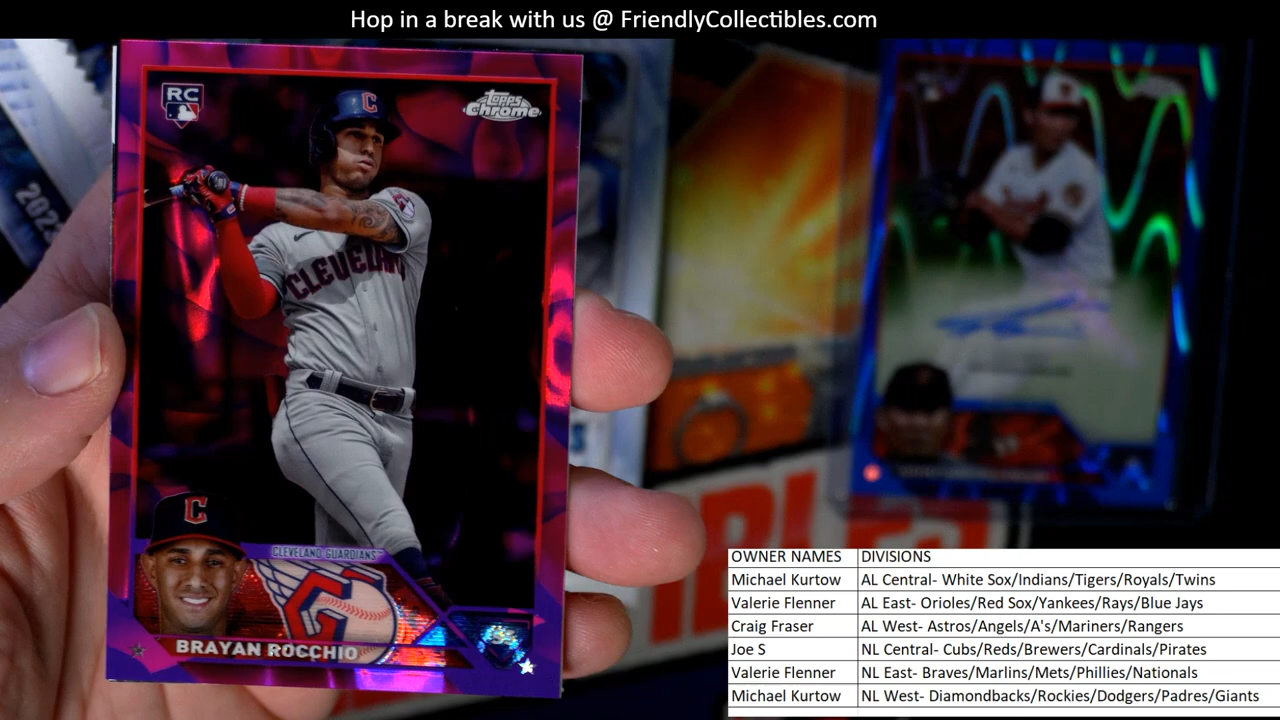 Hop in a break with us @ FriendlyCollectibles.com
RC
Topps
Chrome
2023
CLEVELAND
C
C
CLEVELAND GUARDIANS
BRAYAN ROCCHIO
OWNER NAMES DIVISIONS
Michael Kurtow AL Central- White Sox/Indians/Tigers/Royals/Twins
Valerie Flenner AL East- Orioles/Red Sox/Yankees/Rays/Blue Jays
Craig Fraser AL West- Astros/Angels/A's/Mariners/Rangers
Joe S NL Central- Cubs/Reds/Brewers/Cardinals/Pirates
Valerie Flenner NL East- Braves/Marlins/Mets/Phillies/Nationals
Michael Kurtow NL West- Diamondbacks/Rockies/Dodgers/Padres/Giants